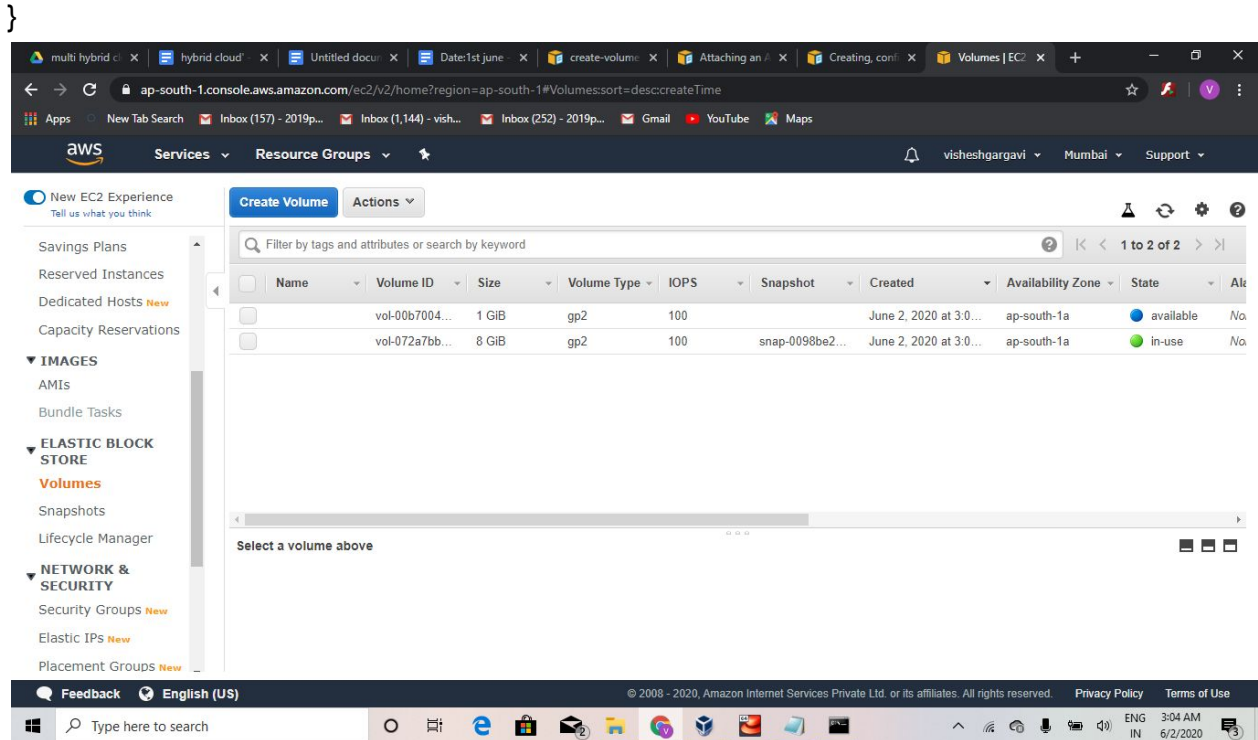 }
multi hybrid cl
hybrid cloud' -
Untitled docun
Date:1st june -
create-volume
Attaching an A
Creating, confi
Volumes | EC2
ap-south-1.console.aws.amazon.com/ec2/v2/home?region=ap-south-1#Volumes:sort=desc:createTime
V
Apps New Tab Search Inbox (157) - 2019p... Inbox (1,144) - vish... Inbox (252) - 2019p... Gmail YouTube Maps
aws Services Resource Groups visheshgargavi Mumbai Support
New EC2 Experience
Tell us what you think
Savings Plans
Reserved Instances
Dedicated Hosts New
Capacity Reservations
IMAGES
AMIs
Bundle Tasks
ELASTIC BLOCK
STORE
Volumes
Snapshots
Lifecycle Manager
NETWORK &
SECURITY
Security Groups New
Elastic IPs New
Placement Groups New
Create Volume Actions
Filter by tags and attributes or search by keyword 1 to 2 of 2
Name Volume ID Size Volume Type IOPS Snapshot Created Availability Zone State Ala
vol-00b7004... 1 GiB gp2 100 June 2, 2020 at 3:0... ap-south-1a available No
vol-072a7bb... 8 GiB gp2 100 snap-0098be2... June 2, 2020 at 3:0... ap-south-1a in-use No
Select a volume above
Feedback English (US) © 2008 - 2020, Amazon Internet Services Private Ltd. or its affiliates. All rights reserved. Privacy Policy Terms of Use
Type here to search
2
ENG
IN
3:04 AM
6/2/2020
3